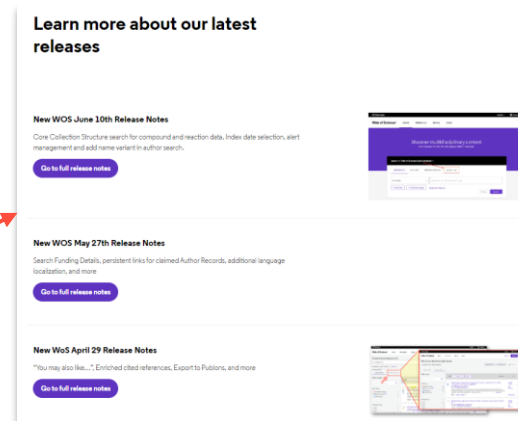 Learn more about our latest
releases
New WOS June 10th Release Notes
Core Collection Structure search for compound and reaction data, Index date selection, alert
management and add name variant in author search.
Go to full release notes
New WOS May 27th Release Notes
Search Funding Details, persistent links for claimed Author Records, additional language
localization, and more
Go to full release notes
New WoS April 29 Release Notes
"You may also like...", Enriched cited references, Export to Publons, and more
Go to full release notes